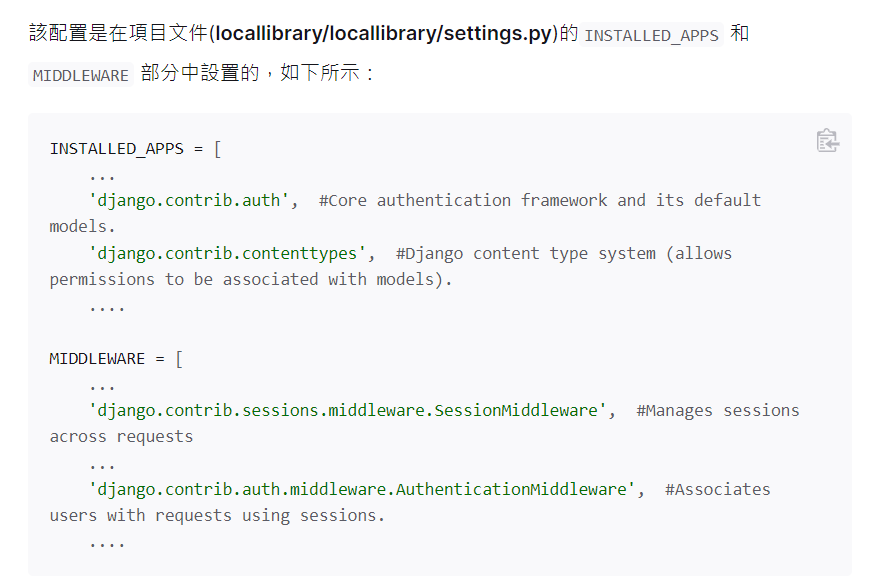 該配置是在項目文件(locallibrary/locallibrary/settings.py)的 INSTALLED_APPS 和
MIDDLEWARE 部分中設置的，如下所示：
INSTALLED_APPS = [
    ...
    'django.contrib.auth',  #Core authentication framework and its default
models.
    'django.contrib.contenttypes',  #Django content type system (allows
permissions to be associated with models).
    ....
MIDDLEWARE = [
    ...
    'django.contrib.sessions.middleware.SessionMiddleware',  #Manages sessions
across requests
    ...
    'django.contrib.auth.middleware.AuthenticationMiddleware',  #Associates
users with requests using sessions.
    ....